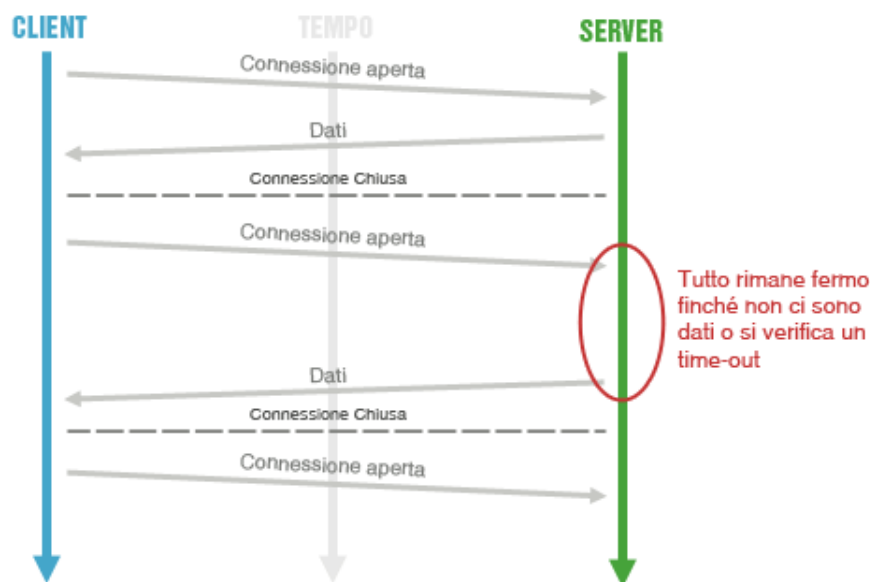 CLIENT
TEMPO
SERVER
Connessione aperta
Dati
Connessione Chiusa
Connessione aperta
Tutto rimane fermo
finché non ci sono
dati o si verifica un
time-out
Dati
Connessione Chiusa
Connessione aperta